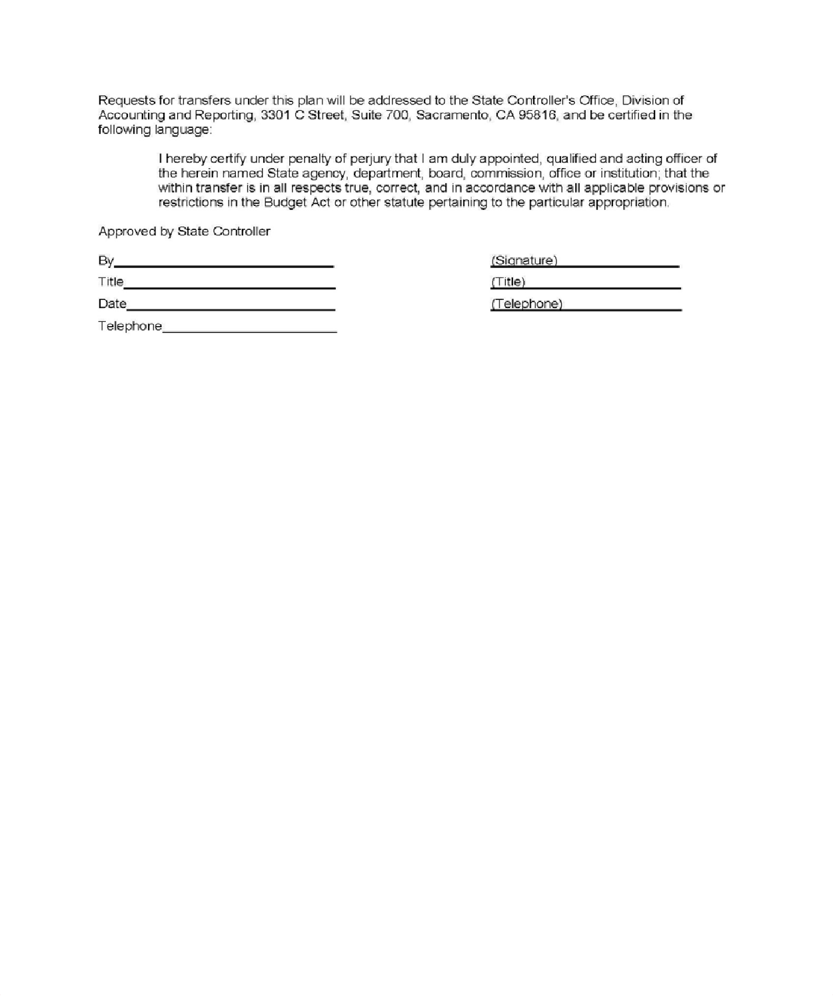 Requests for transfers under this plan will be addressed to the State Controller's Office, Division of
Accounting and Reporting, 3301 C Street, Suite 700, Sacramento, CA 95816, and be certified in the
following language:
I hereby certify under penalty of perjury that I am duly appointed, qualified and acting officer of
the herein named State agency, department, board, commission, office or institution; that the
within transfer is in all respects true, correct, and in accordance with all applicable provisions or
restrictions in the Budget Act or other statute pertaining to the particular appropriation.
Approved by State Controller
By
(Signature)
Title
(Title)
Date
(Telephone)
Telephone